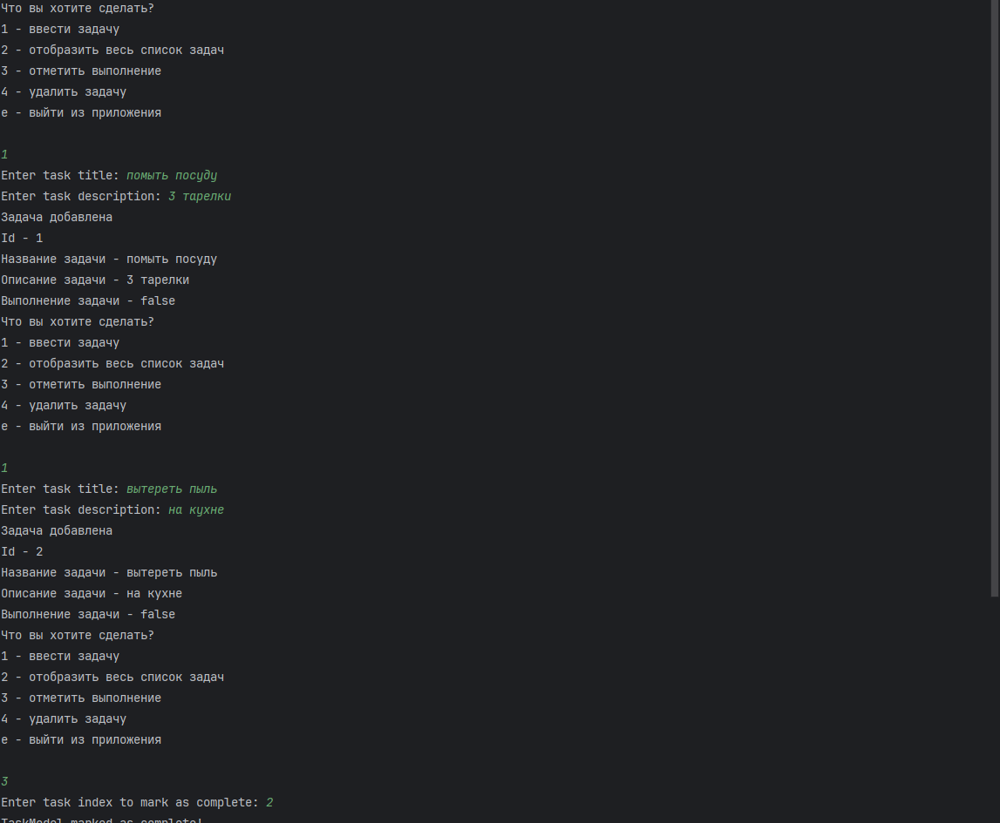 Что вы хотите сделать?
1 - ввести задачу
2 - отобразить весь список задач
3 - отметить выполнение
4 - удалить задачу
e - выйти из приложения
1
Enter task title: помыть посуду
Enter task description: 3 тарелки
Задача добавлена
Id - 1
Название задачи - помыть посуду
Описание задачи - 3 тарелки
Выполнение задачи - false
Что вы хотите сделать?
1 - ввести задачу
2 - отобразить весь список задач
3 - отметить выполнение
4 - удалить задачу
e - выйти из приложения
1
Enter task title: вытереть пыль
Enter task description: на кухне
Задача добавлена
Id - 2
Название задачи - вытереть пыль
Описание задачи - на кухне
Выполнение задачи - false
Что вы хотите сделать?
1 - ввести задачу
2 - отобразить весь список задач
3 - отметить выполнение
4 - удалить задачу
e - выйти из приложения
3
Enter task index to mark as complete: 2
TaskModel marked as complete!